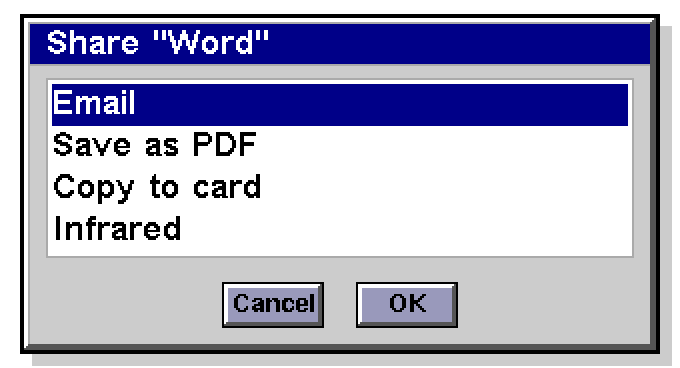 Share "Word"
Email
Save as PDF
Copy to card
Infrared
Cancel OK